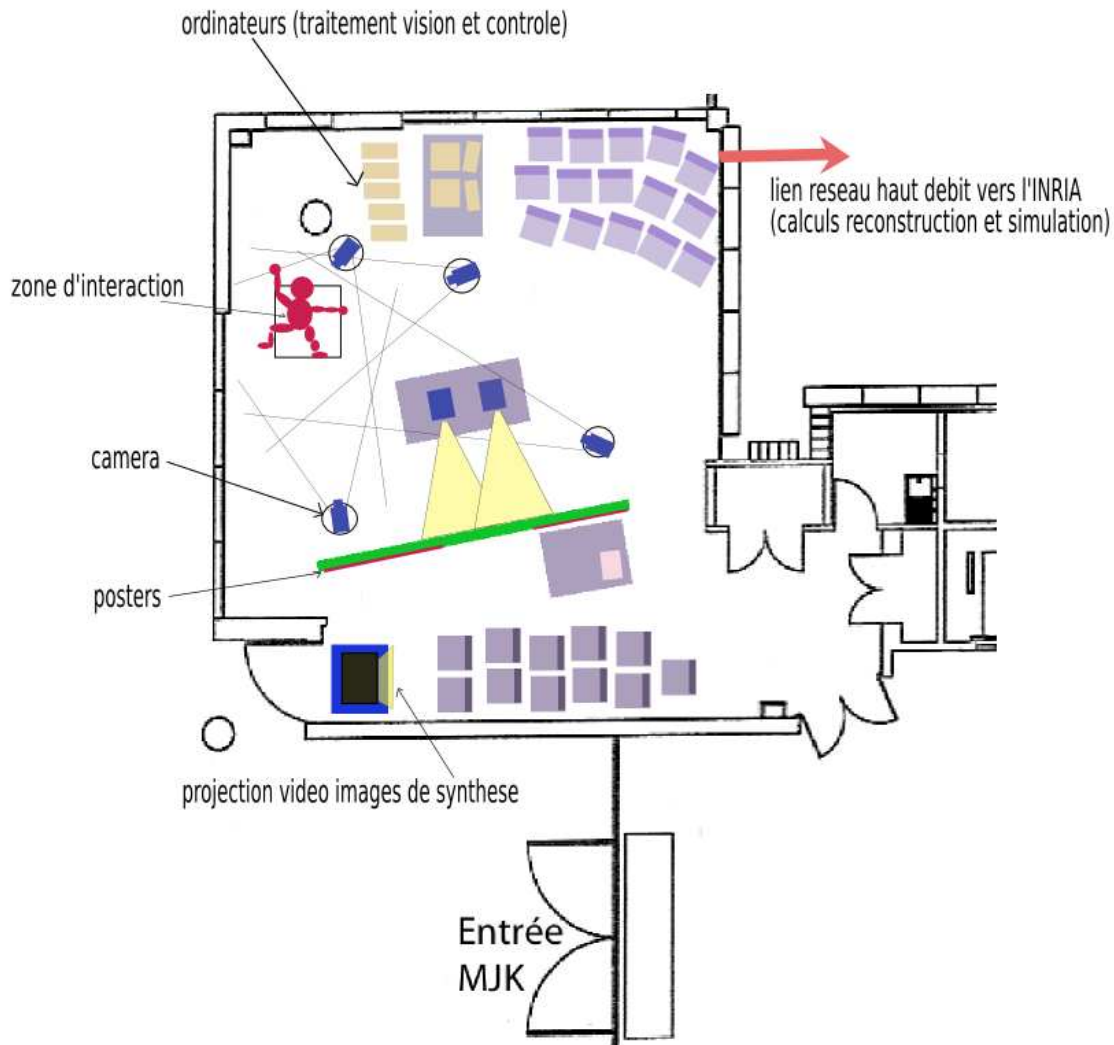 ordinateurs (traitement vision et controle)
lien reseau haut debit vers l'INRIA
(calculs reconstruction et simulation)
zone d'interaction
camera
posters
projection video images de synthese
Entrée
MJK